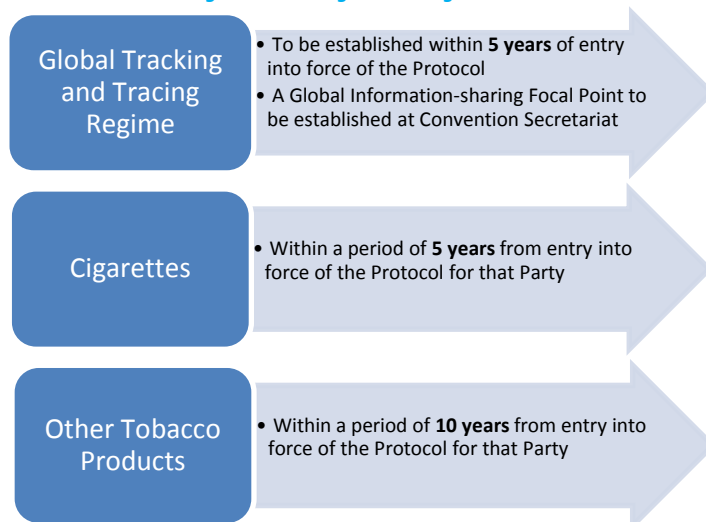 Global Tracking
and Tracing
Regime
• To be established within 5 years of entry
into force of the Protocol
• A Global Information-sharing Focal Point to
be established at Convention Secretariat
Cigarettes
• Within a period of 5 years from entry into
force of the Protocol for that Party
Other Tobacco
Products
• Within a period of 10 years from entry into
force of the Protocol for that Party